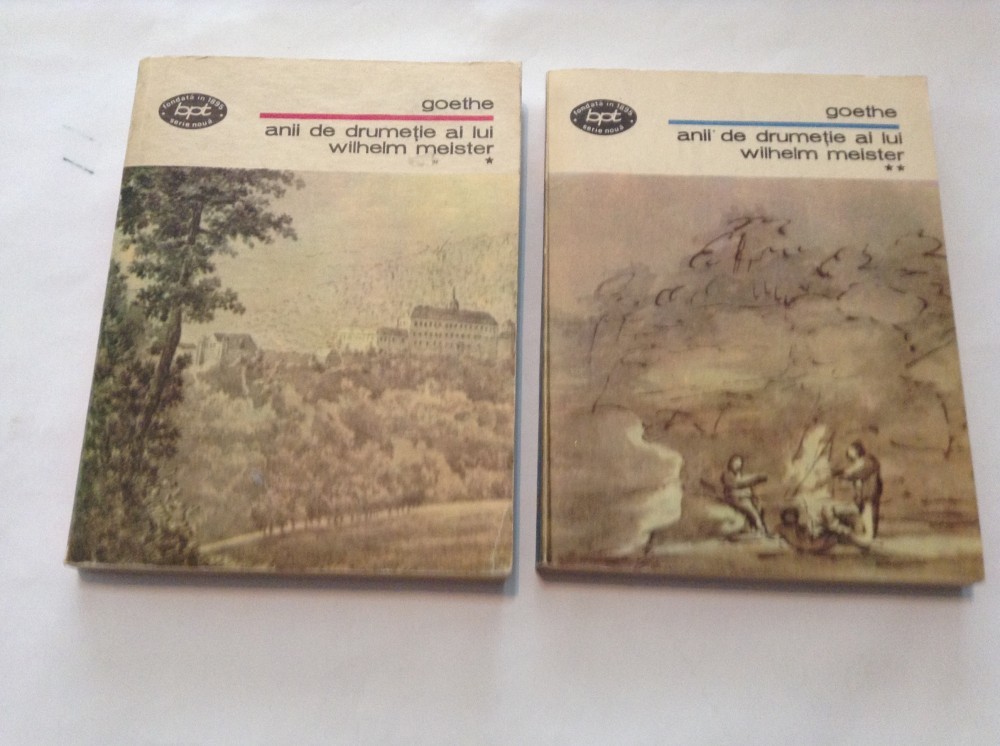 fondată în 1895
bpt
serie nouă
goethe
anii de drumeție ai lui
wilhelm meister
*
fondată în 1895
bpt
serie nouă
goethe
anii de drumeție ai lui
wilhelm meister
**